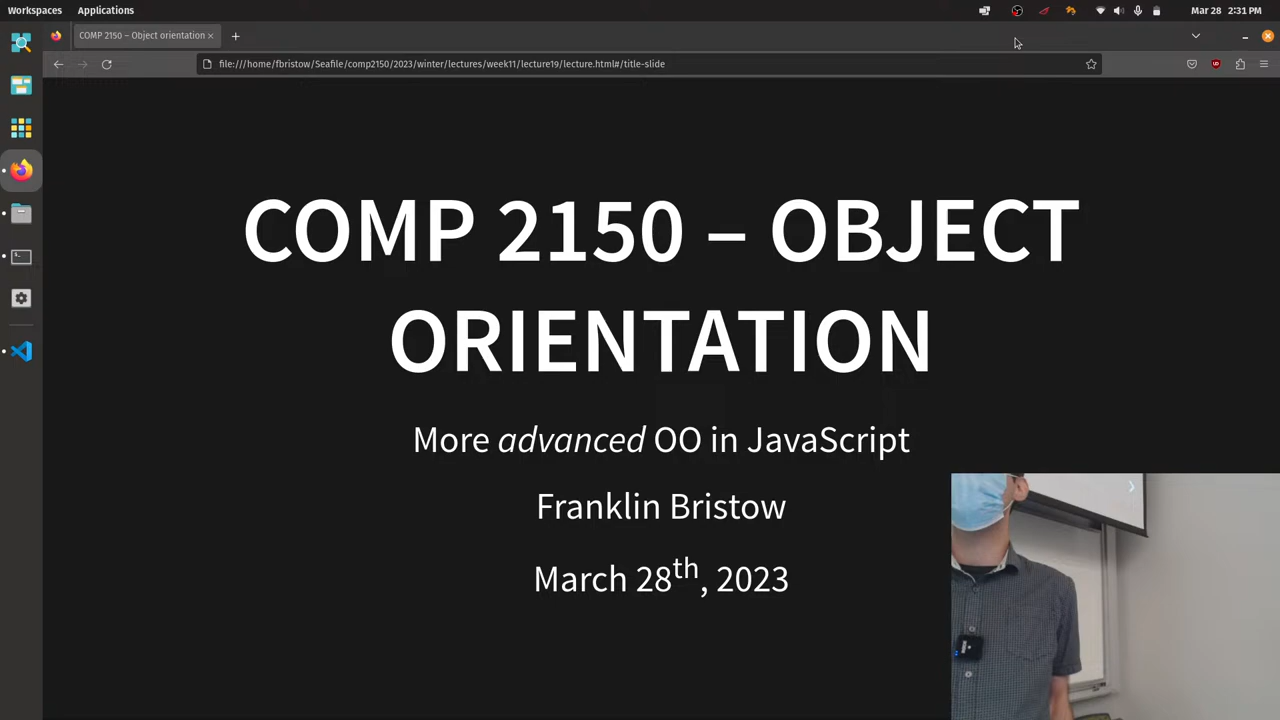 Workspaces Applications Mar 28 2:31 PM
COMP 2150 – Object orientation × +
file:///home/fbristow/Seafile/comp2150/2023/winter/lectures/week11/lecture19/lecture.html#/title-slide
COMP 2150 – OBJECT
ORIENTATION
More advanced OO in JavaScript
Franklin Bristow
March 28th, 2023